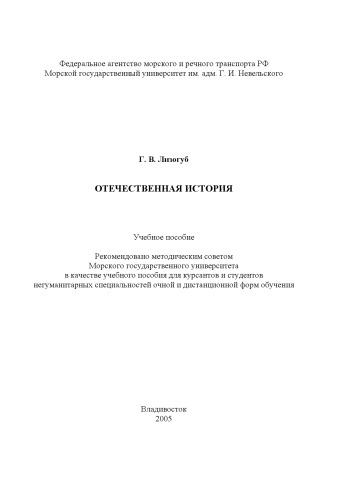 Федеральное агентство морского и речного транспорта РФ
Морской государственный университет им. адм. Г. И. Невельского
Г. В. Лизогуб
ОТЕЧЕСТВЕННАЯ ИСТОРИЯ
Учебное пособие
Рекомендовано методическим советом
Морского государственного университета
в качестве учебного пособия для курсантов и студентов
негуманитарных специальностей очной и дистанционной форм обучения
Владивосток
2005